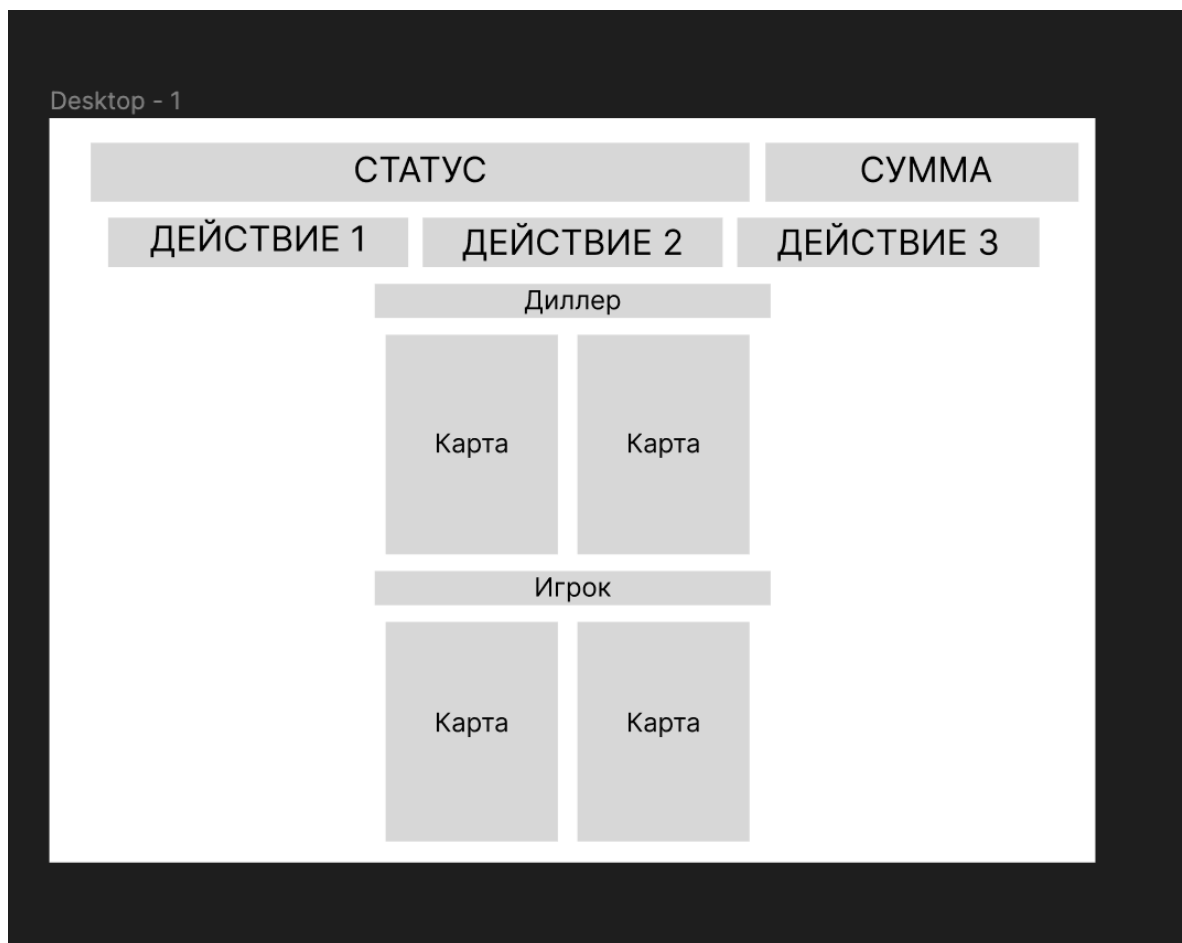 Desktop - 1
СТАТУС СУММА
ДЕЙСТВИЕ 1 ДЕЙСТВИЕ 2 ДЕЙСТВИЕ 3
Диллер
Карта Карта
Игрок
Карта Карта